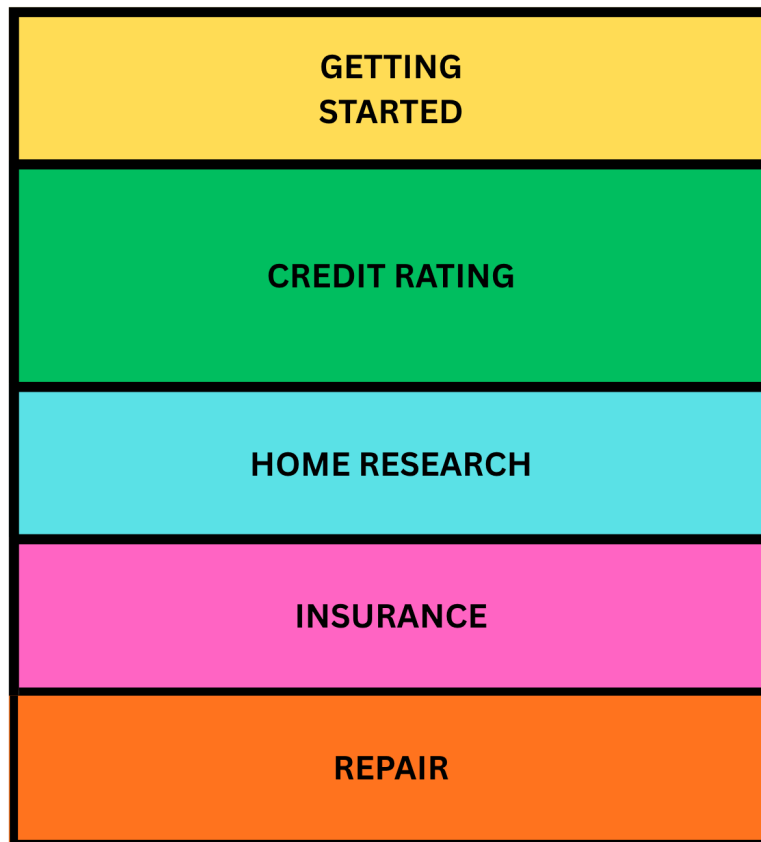 GETTING
STARTED
CREDIT RATING
HOME RESEARCH
INSURANCE
REPAIR